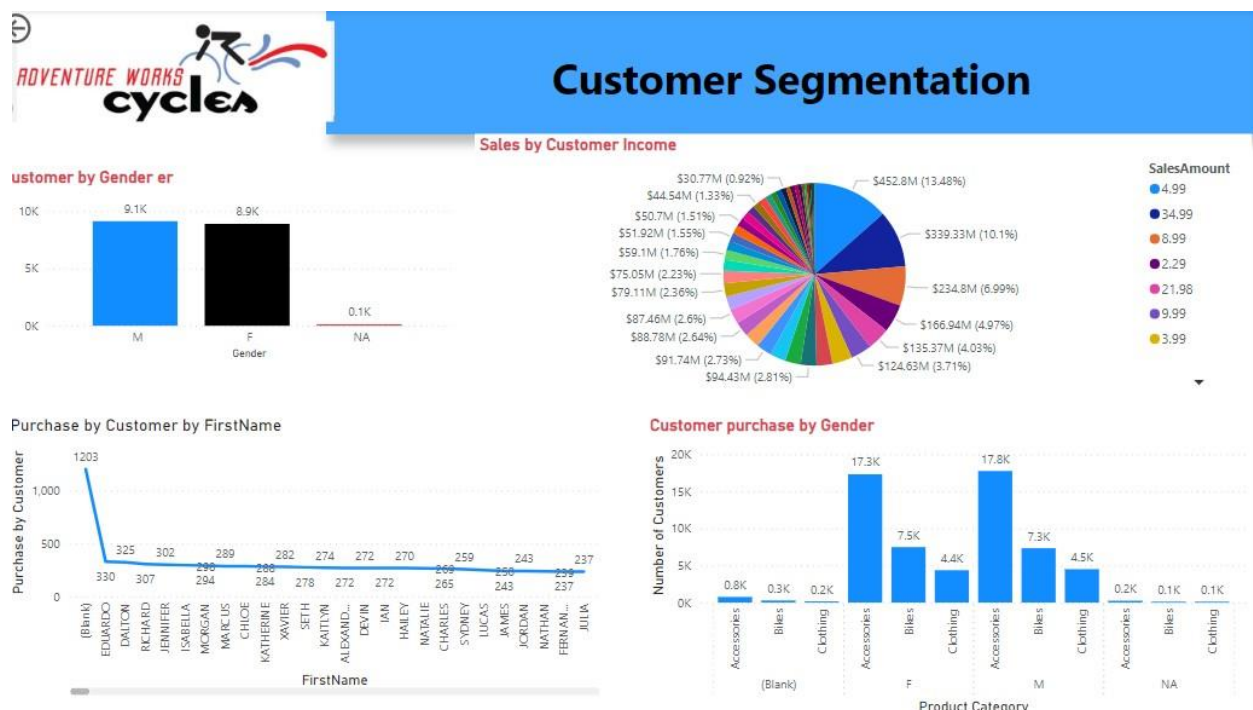 ADVENTURE WORKS
cycles
Customer Segmentation
ustomer by Gender er
10K
5K
0K
9.1K
8.9K
0.1K
M
F
NA
Gender
Sales by Customer Income
$30.77M (0.92%)
$44.54M (1.33%)
$50.7M (1.51%)
$51.92M (1.55%)
$59.1M (1.76%)
$75.05M (2.23%)
$79.11M (2.36%)
$87.46M (2.6%)
$88.78M (2.64%)
$91.74M (2.73%)
$94.43M (2.81%)
$452.8M (13.48%)
$339.33M (10.1%)
$234.8M (6.99%)
$166.94M (4.97%)
$135.37M (4.03%)
$124.63M (3.71%)
SalesAmount
4.99
34.99
8.99
2.29
21.98
9.99
3.99
Purchase by Customer by FirstName
Purchase by Customer
1,000
500
0
1203
330
325
307
302
294
289
284
282
278
274
272
272
272
270
265
259
243
243
237
237
(Blank)
EDUARDO
DALTON
RICHARD
JENNIFER
ISABELLA
MORGAN
MARCUS
CHLOE
KATHERINE
XAVIER
SETH
KAITLYN
ALEXAND...
DEVIN
IAN
HAILEY
NATALIE
CHARLES
SYDNEY
LUCAS
JAMES
JORDAN
NATHAN
FERNAN...
JULIA
FirstName
Customer purchase by Gender
Number of Customers
20K
15K
10K
5K
0K
0.8K
0.3K
0.2K
17.3K
7.5K
4.4K
17.8K
7.3K
4.5K
0.2K
0.1K
0.1K
Accessories
Bikes
Clothing
Accessories
Bikes
Clothing
Accessories
Bikes
Clothing
Accessories
Bikes
Clothing
(Blank)
F
M
NA
Product Category